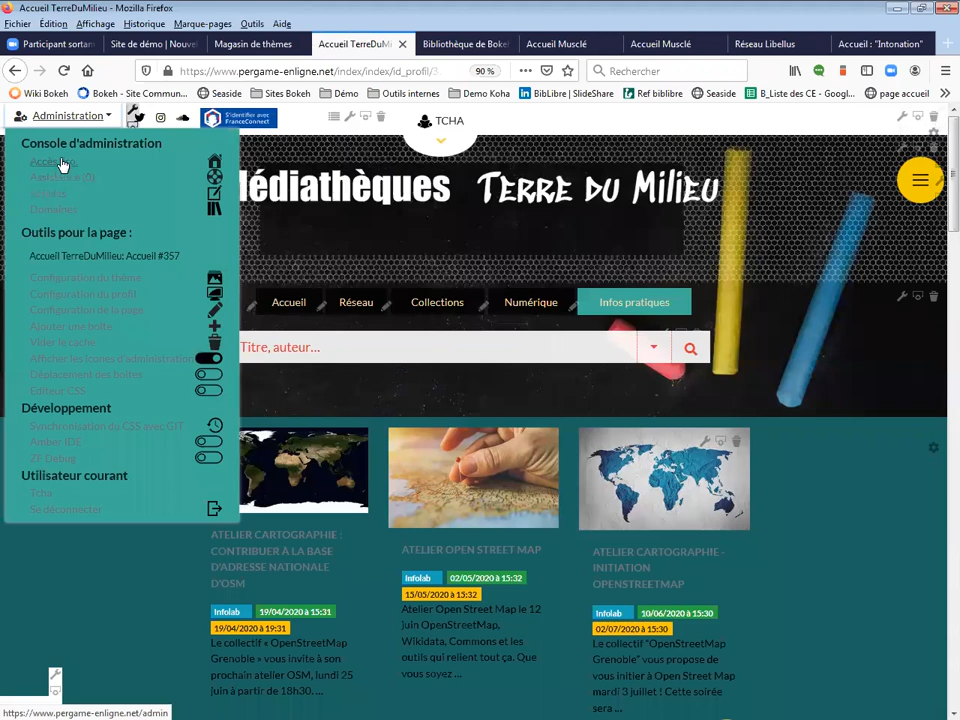 Accueil TerreDuMilieu - Mozilla Firefox
Fichier Édition Affichage Historique Marque-pages Outils Aide
Participant sortan
Site de démo | Nouvel
Magasin de thèmes
Accueil TerreDuMi
Bibliothèque de Boke
Accueil Musclé
Accueil Musclé
Réseau Libellus
Accueil : "Intonation"
https://www.pergame-enligne.net/index/index/id_profil/3
90 %
Rechercher
Wiki Bokeh
Bokeh - Site Commun...
Seaside
Sites Bokeh
Démo
Outils internes
Demo Koha
BibLibre | SlideShare
Ref biblibre
Seaside
B_Liste des CE - Googl...
page accueil
Administration
S'identifier avec
FranceConnect
TCHA
Console d'administration
Assistance (0)
Domaines
Outils pour la page :
Accueil TerreDuMilieu: Accueil #357
Configuration du thème
Configuration du profil
Configuration de la page
Ajouter une boîte
Vider le cache
Afficher les icones d'administration
Déplacement des boîtes
Editeur CSS
Développement
Synchronisation du CSS avec GIT
Amber IDE
ZF Debug
Utilisateur courant
Tcha
Se déconnecter
Médiathèques TERRE DU MILIEU
Accueil
Réseau
Collections
Numérique
Infos pratiques
Titre, auteur...
ATELIER CARTOGRAPHIE :
CONTRIBUER À LA BASE
D'ADRESSE NATIONALE
D'OSM
Infolab 19/04/2020 à 15:31
19/04/2020 à 19:31
Le collectif « OpenStreetMap
Grenoble » vous invite à son
prochain atelier OSM, lundi 25
juin à partir de 18h30. ...
ATELIER OPEN STREET MAP
Infolab 02/05/2020 à 15:32
15/05/2020 à 15:32
Atelier Open Street Map le 12
juin OpenStreetMap,
Wikidata, Commons et les
outils qui relient tout ça. Que
vous soyez ...
ATELIER CARTOGRAPHIE -
INITIATION
OPENSTREETMAP
Infolab 10/06/2020 à 15:30
02/07/2020 à 15:30
Le collectif "OpenStreetMap
Grenoble" vous propose de
vous initier à Open Street Map
mardi 3 juillet ! Cette soirée
sera ...
https://www.pergame-enligne.net/admin